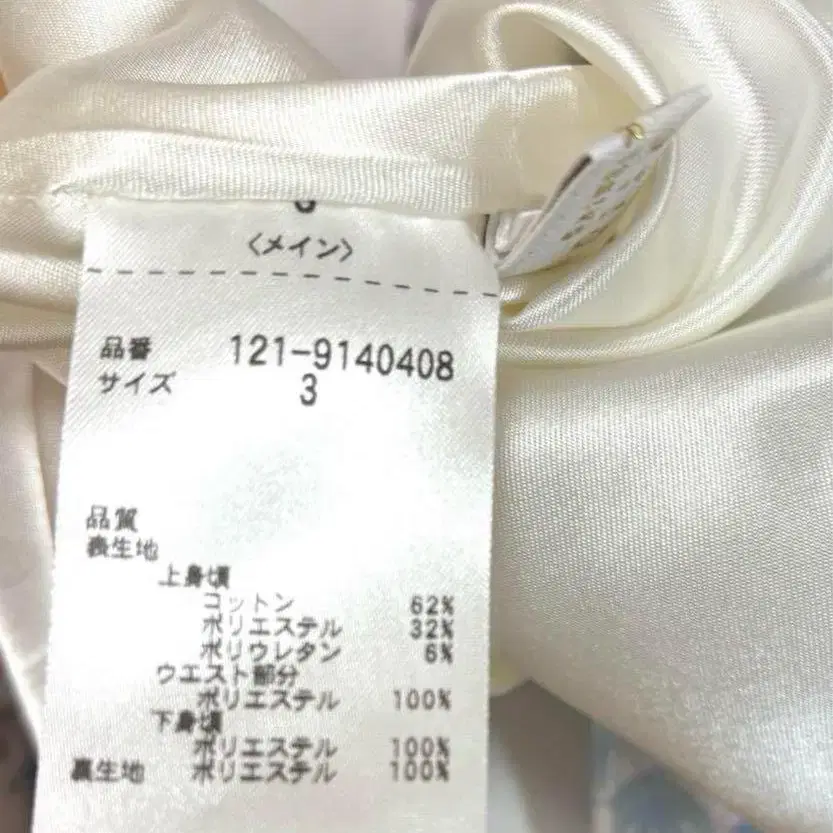 〈メイン〉
品番 121-9140408
サイズ 3
品質
表生地
上身頃
コットン 62%
ポリエステル 32%
ポリウレタン 6%
ウエスト部分
ポリエステル 100%
下身頃
ポリエステル 100%
裏生地 ポリエステル 100%